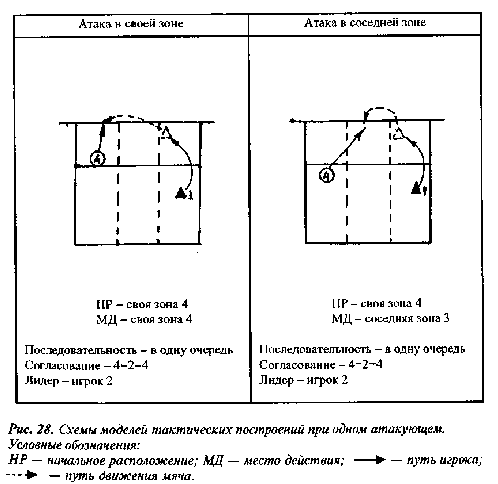 Атака в своей зоне
Атака в соседней зоне
А
1
А
1
НР – своя зона 4
МД – своя зона 4
Последовательность – в одну очередь
Согласование – 4–2–4
Лидер – игрок 2
НР – своя зона 4
МД – соседняя зона 3
Последовательность – в одну очередь
Согласование – 4–2–4
Лидер – игрок 2
Рис. 28. Схемы моделей тактических построений при одном атакующем.
Условные обозначения:
НР — начальное расположение; МД — место действия; — путь игрока;
— путь движения мяча.